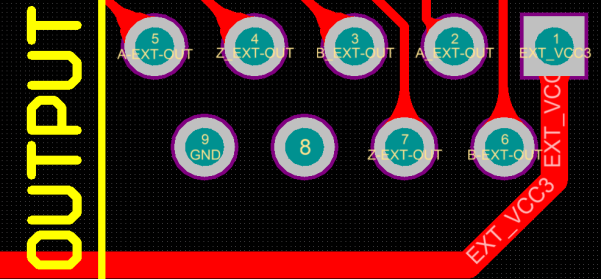 OUTPUT
5
A-EXT-OUT
4
Z_EXT-OUT
3
B_EXT-OUT
2
A_EXT-OUT
1
EXT_VCC3
9
GND
8
7
Z-EXT-OUT
6
B-EXT-OUT
EXT_VCC
EXT_VCC3